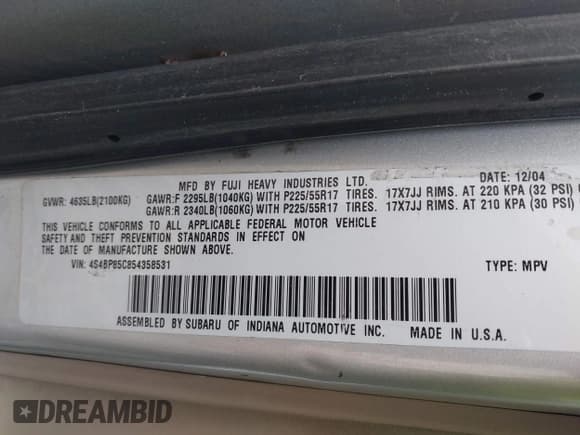 MFD BY FUJI HEAVY INDUSTRIES LTD. DATE: 12/04
GVWR: 4635LB(2100KG) GAWR:F 2295LB(1040KG) WITH P225/55R17 TIRES. 17X7JJ RIMS. AT 220 KPA (32 PSI)
GAWR:R 2340LB(1060KG) WITH P225/55R17 TIRES. 17X7JJ RIMS. AT 210 KPA (30 PSI)
THIS VEHICLE CONFORMS TO ALL APPLICABLE FEDERAL MOTOR VEHICLE
SAFETY AND THEFT PREVENTION STANDARDS IN EFFECT ON
THE DATE OF MANUFACTURE SHOWN ABOVE.
VIN: 4S4BP85C854358531 TYPE: MPV
ASSEMBLED BY SUBARU OF INDIANA AUTOMOTIVE INC. MADE IN U.S.A.
DREAMBID